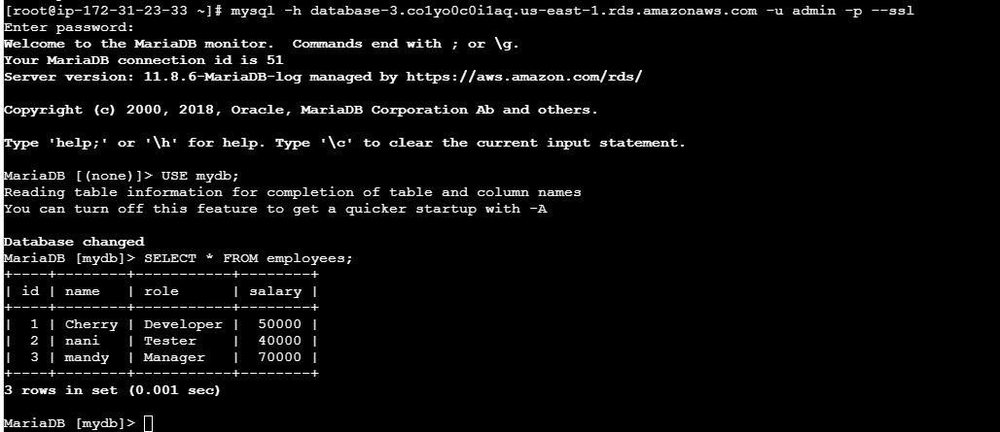 [root@ip-172-31-23-33 ~]# mysql -h database-3.co1yo0c0i1aq.us-east-1.rds.amazonaws.com -u admin -p --ssl
Enter password:
Welcome to the MariaDB monitor.  Commands end with ; or \g.
Your MariaDB connection id is 51
Server version: 11.8.6-MariaDB-log managed by https://aws.amazon.com/rds/
Copyright (c) 2000, 2018, Oracle, MariaDB Corporation Ab and others.
Type 'help;' or '\h' for help. Type '\c' to clear the current input statement.
MariaDB [(none)]> USE mydb;
Reading table information for completion of table and column names
You can turn off this feature to get a quicker startup with -A
Database changed
MariaDB [mydb]> SELECT * FROM employees;
+----+--------+-----------+--------+
| id | name   | role      | salary |
+----+--------+-----------+--------+
|  1 | Cherry | Developer |  50000 |
|  2 | nani   | Tester    |  40000 |
|  3 | mandy  | Manager   |  70000 |
+----+--------+-----------+--------+
3 rows in set (0.001 sec)
MariaDB [mydb]>